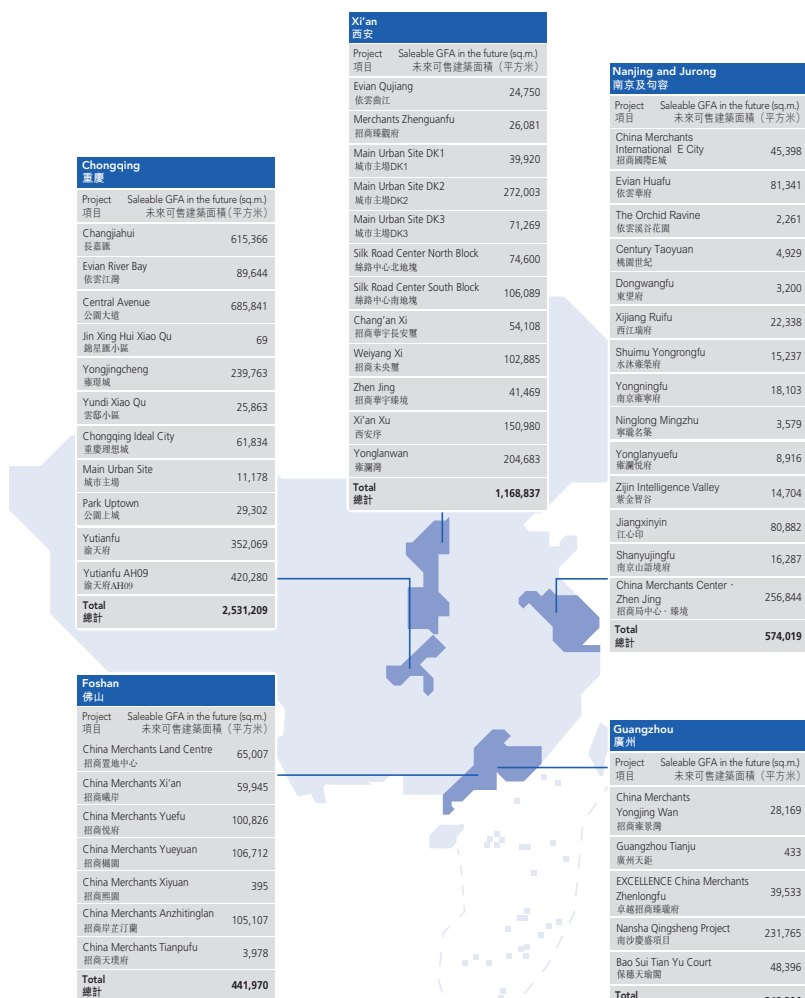 Chongqing
重慶
Project Saleable GFA in the future (sq.m.)
項目 未來可售建築面積（平方米）
Changjiahui 615,366
長嘉匯
Evian River Bay 89,644
依雲江灣
Central Avenue 685,841
公園大道
Jin Xing Hui Xiao Qu 69
錦星匯小區
Yongjingcheng 239,763
雍璟城
Yundi Xiao Qu 25,863
雲邸小區
Chongqing Ideal City 61,834
重慶理想城
Main Urban Site 11,178
城市主場
Park Uptown 29,302
公園上城
Yutianfu 352,069
渝天府
Yutianfu AH09 420,280
渝天府AH09
Total 2,531,209
總計
Foshan
佛山
Project Saleable GFA in the future (sq.m.)
項目 未來可售建築面積（平方米）
China Merchants Land Centre 65,007
招商置地中心
China Merchants Xi'an 59,945
招商曦岸
China Merchants Yuefu 100,826
招商悦府
China Merchants Yueyuan 106,712
招商樾園
China Merchants Xiyuan 395
招商熙園
China Merchants Anzhitinglan 105,107
招商岸芷汀蘭
China Merchants Tianpufu 3,978
招商天璞府
Total 441,970
總計
Xi'an
西安
Project Saleable GFA in the future (sq.m.)
項目 未來可售建築面積（平方米）
Evian Qujiang 24,750
依雲曲江
Merchants Zhenguanfu 26,081
招商臻觀府
Main Urban Site DK1 39,920
城市主場DK1
Main Urban Site DK2 272,003
城市主場DK2
Main Urban Site DK3 71,269
城市主場DK3
Silk Road Center North Block 74,600
絲路中心北地塊
Silk Road Center South Block 106,089
絲路中心南地塊
Chang'an Xi 54,108
招商華宇長安璽
Weiyang Xi 102,885
招商未央璽
Zhen Jing 41,469
招商華宇臻境
Xi'an Xu 150,980
西安序
Yonglanwan 204,683
雍瀾灣
Total 1,168,837
總計
Nanjing and Jurong
南京及句容
Project Saleable GFA in the future (sq.m.)
項目 未來可售建築面積（平方米）
China Merchants
International E City 45,398
招商國際E城
Evian Huafu 81,341
依雲華府
The Orchid Ravine 2,261
依雲溪谷花園
Century Taoyuan 4,929
桃園世紀
Dongwangfu 3,200
東望府
Xijiang Ruifu 22,338
西江瑞府
Shuimu Yongrongfu 15,237
水沐雍榮府
Yongningfu 18,103
南京雍寧府
Ninglong Mingzhu 3,579
寧瓏名築
Yonglanyuefu 8,916
雍瀾悦府
Zijin Intelligence Valley 14,704
紫金智谷
Jiangxinyin 80,882
江心印
Shanyujingfu 16,287
南京山語境府
China Merchants Center ·
Zhen Jing 256,844
招商局中心 · 臻境
Total 574,019
總計
Guangzhou
廣州
Project Saleable GFA in the future (sq.m.)
項目 未來可售建築面積（平方米）
China Merchants
Yongjing Wan 28,169
招商雍景灣
Guangzhou Tianju 433
廣州天鉅
EXCELLENCE China Merchants
Zhenlongfu 39,533
卓越招商臻瓏府
Nansha Qingsheng Project 231,765
南沙慶盛項目
Bao Sui Tian Yu Court 48,396
保穗天瑜閣
Total